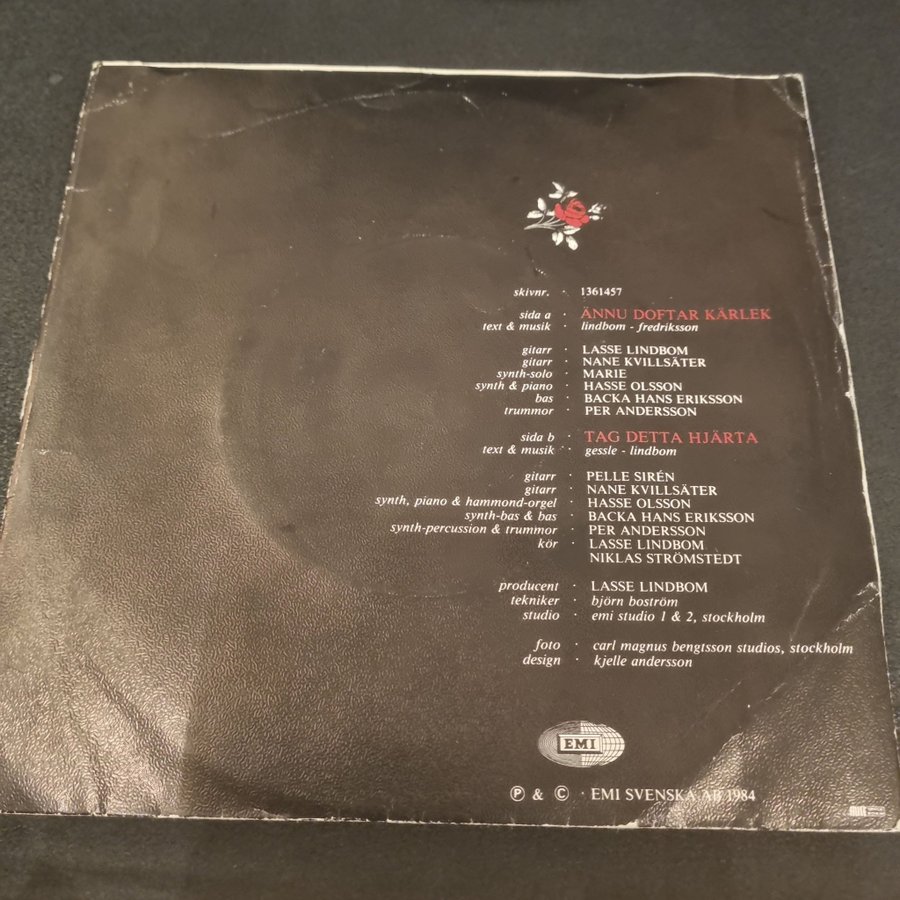 skivnr. · 1361457
sida a · ÄNNU DOFTAR KÄRLEK
text & musik · lindbom - fredriksson
gitarr · LASSE LINDBOM
gitarr · NANE KVILLSÄTER
synth-solo · MARIE
synth & piano · HASSE OLSSON
bas · BACKA HANS ERIKSSON
trummor · PER ANDERSSON
sida b · TAG DETTA HJÄRTA
text & musik · gessle - lindbom
gitarr · PELLE SIRÉN
gitarr · NANE KVILLSÄTER
synth, piano & hammond-orgel · HASSE OLSSON
synth-bas & bas · BACKA HANS ERIKSSON
synth-percussion & trummor · PER ANDERSSON
kör · LASSE LINDBOM
NIKLAS STRÖMSTEDT
producent · LASSE LINDBOM
tekniker · björn boström
studio · emi studio 1 & 2, stockholm
foto · carl magnus bengtsson studios, stockholm
design · kjelle andersson
EMI
Ⓟ & © · EMI SVENSKA AB 1984